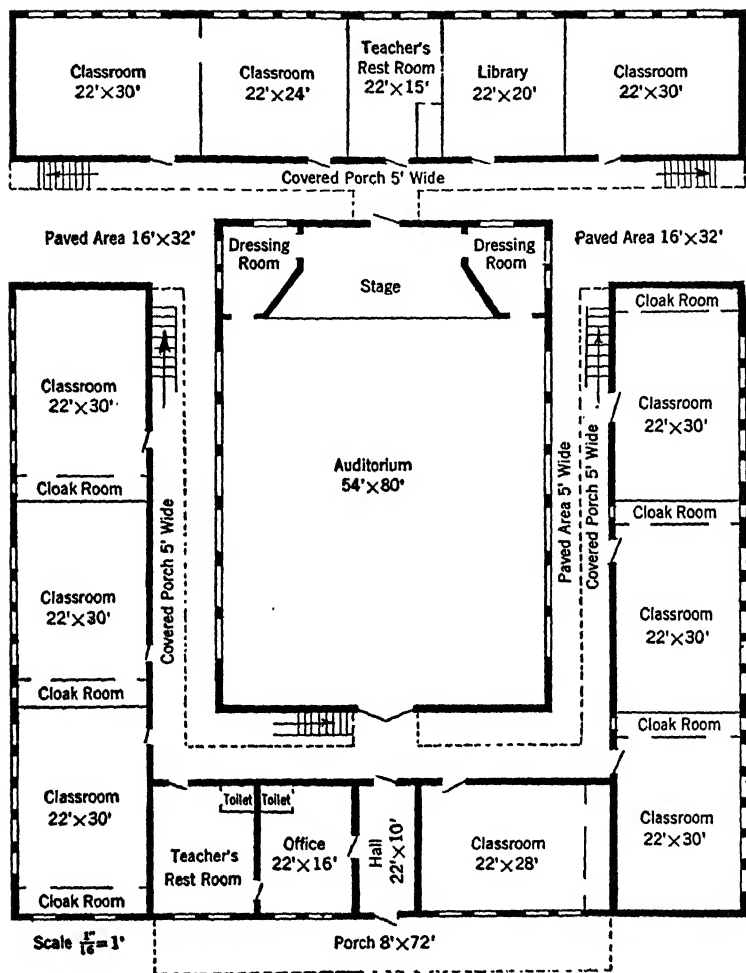 Classroom
22'×30'
Classroom
22'×24'
Teacher's
Rest Room
22'×15'
Library
22'×20'
Classroom
22'×30'
Covered Porch 5' Wide
Paved Area 16'×32'
Dressing
Room
Stage
Dressing
Room
Paved Area 16'×32'
Classroom
22'×30'
Cloak Room
Classroom
22'×30'
Cloak Room
Classroom
22'×30'
Cloak Room
Covered Porch 5' Wide
Auditorium
54'×80'
Paved Area 5' Wide
Covered Porch 5' Wide
Cloak Room
Classroom
22'×30'
Cloak Room
Classroom
22'×30'
Cloak Room
Classroom
22'×30'
Toilet
Toilet
Teacher's
Rest Room
Office
22'×16'
Hall
22'×10'
Classroom
22'×28'
Scale 1"/16=1'
Porch 8'×72'